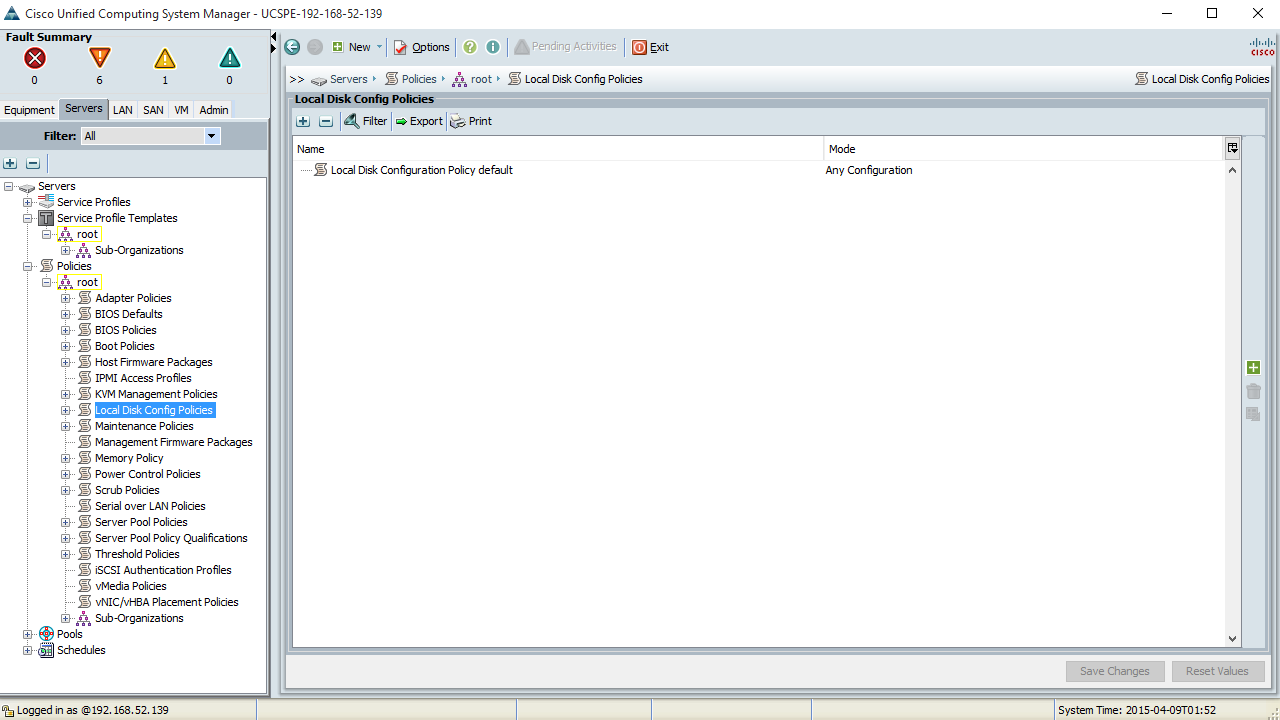 Cisco Unified Computing System Manager - UCSPE-192-168-52-139
Fault Summary
0 6 1 0
New Options Pending Activities Exit
CISCO
>> Servers Policies root Local Disk Config Policies Local Disk Config Policies
Equipment Servers LAN SAN VM Admin
Filter: All
Local Disk Config Policies
Filter Export Print
Name Mode
Local Disk Configuration Policy default Any Configuration
Servers
Service Profiles
Service Profile Templates
root
Sub-Organizations
Policies
root
Adapter Policies
BIOS Defaults
BIOS Policies
Boot Policies
Host Firmware Packages
IPMI Access Profiles
KVM Management Policies
Local Disk Config Policies
Maintenance Policies
Management Firmware Packages
Memory Policy
Power Control Policies
Scrub Policies
Serial over LAN Policies
Server Pool Policies
Server Pool Policy Qualifications
Threshold Policies
iSCSI Authentication Profiles
vMedia Policies
vNIC/vHBA Placement Policies
Sub-Organizations
Pools
Schedules
Save Changes Reset Values
Logged in as @192.168.52.139 System Time: 2015-04-09T01:52